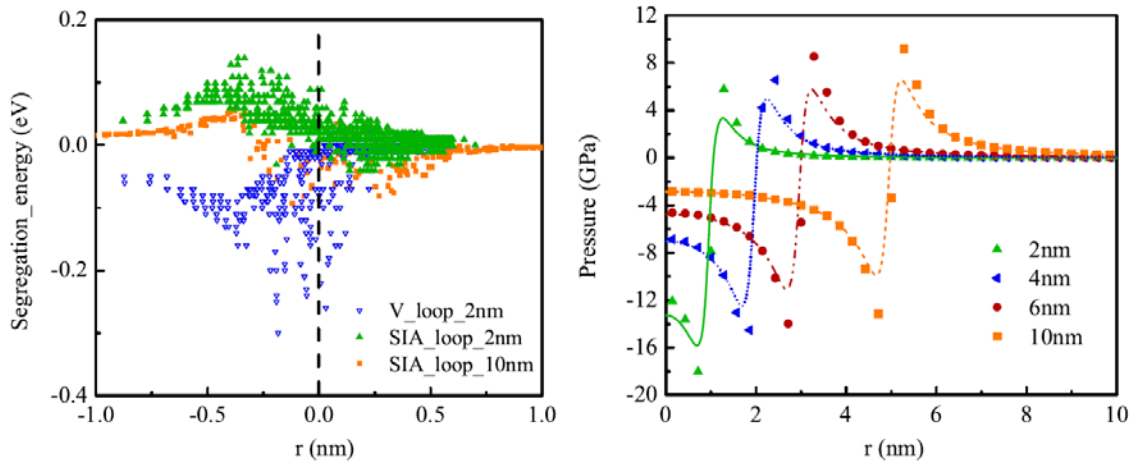 0.2
0.0
-0.2
-0.4
Segregation_energy (eV)
V_loop_2nm
SIA_loop_2nm
SIA_loop_10nm
-1.0 -0.5 0.0 0.5 1.0
r (nm)
12
8
4
0
-4
-8
-12
-16
-20
Pressure (GPa)
2nm
4nm
6nm
10nm
0 2 4 6 8 10
r (nm)